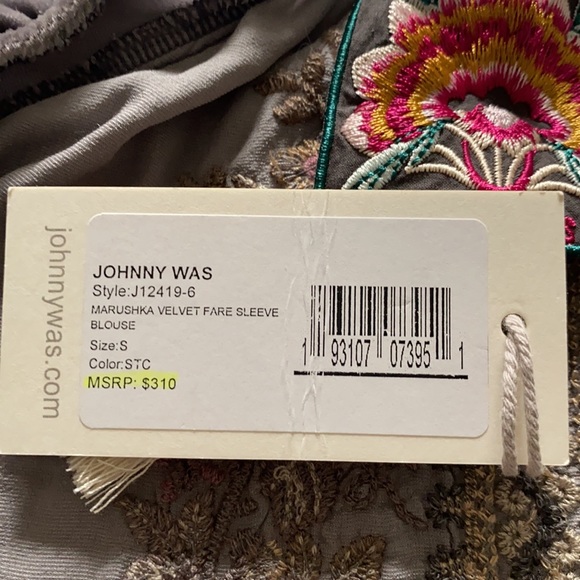 johnnywas.com
JOHNNY WAS
Style:J12419-6
MARUSHKA VELVET FARE SLEEVE
BLOUSE
Size:S
Color:STC
MSRP: $310
1 93107 07395 1